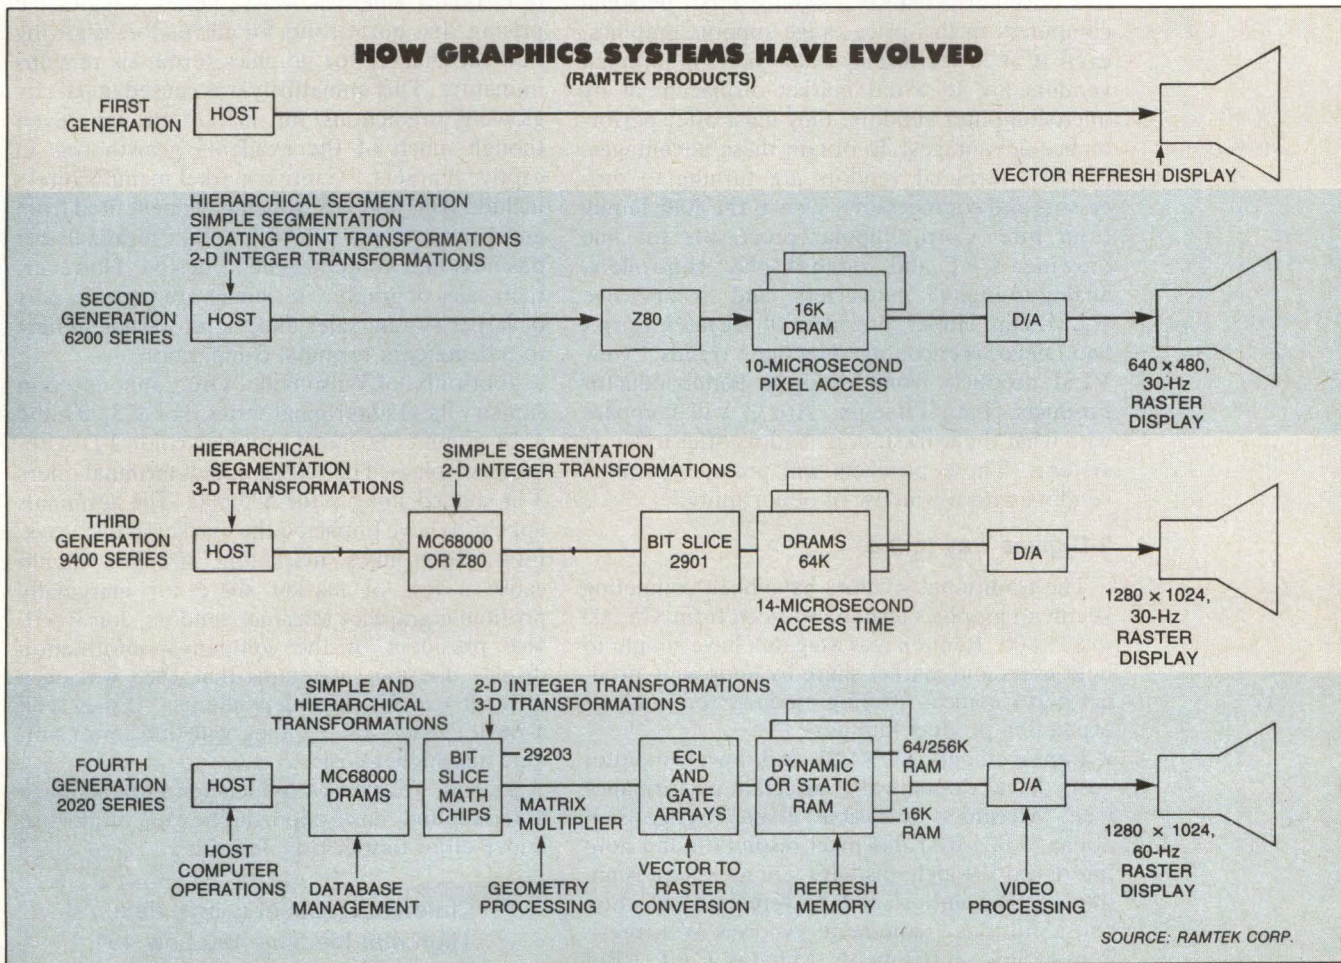 HOW GRAPHICS SYSTEMS HAVE EVOLVED
(RAMTEK PRODUCTS)
FIRST
GENERATION
HOST
VECTOR REFRESH DISPLAY
HIERARCHICAL SEGMENTATION
SIMPLE SEGMENTATION
FLOATING POINT TRANSFORMATIONS
2-D INTEGER TRANSFORMATIONS
SECOND
GENERATION
6200 SERIES
HOST
Z80
16K
DRAM
10-MICROSECOND
PIXEL ACCESS
D/A
640 × 480,
30-Hz
RASTER
DISPLAY
HIERARCHICAL
SEGMENTATION
3-D TRANSFORMATIONS
SIMPLE SEGMENTATION
2-D INTEGER TRANSFORMATIONS
THIRD
GENERATION
9400 SERIES
HOST
MC68000
OR Z80
BIT SLICE
2901
DRAMS
64K
14-MICROSECOND
ACCESS TIME
D/A
1280 × 1024,
30-Hz
RASTER
DISPLAY
SIMPLE AND
HIERARCHICAL
TRANSFORMATIONS
2-D INTEGER TRANSFORMATIONS
3-D TRANSFORMATIONS
FOURTH
GENERATION
2020 SERIES
HOST
MC68000
DRAMS
BIT
SLICE
MATH
CHIPS
29203
MATRIX
MULTIPLIER
ECL
AND
GATE
ARRAYS
DYNAMIC
OR STATIC
RAM
64/256K
RAM
16K
RAM
D/A
1280 × 1024,
60-Hz
RASTER
DISPLAY
HOST
COMPUTER
OPERATIONS
DATABASE
MANAGEMENT
GEOMETRY
PROCESSING
VECTOR TO
RASTER
CONVERSION
REFRESH
MEMORY
VIDEO
PROCESSING
SOURCE: RAMTEK CORP.